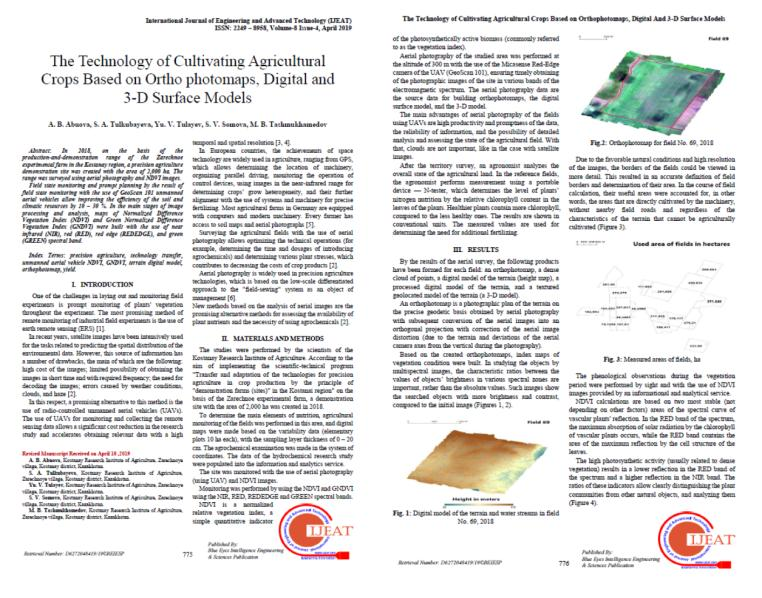 International Journal of Engineering and Advanced Technology (IJEAT)
ISSN: 2249 – 8958, Volume-8 Issue-4, April 2019
The Technology of Cultivating Agricultural
Crops Based on Ortho photomaps, Digital and
3-D Surface Models
A. B. Abuova, S. A. Tulkubayeva, Yu. V. Tulayev, S. V. Somova, M. B. Tashmukhamedov
Abstract. In 2018, on the basis of the
production-and-demonstration range of the Zarechnoe
experimental farm in the Kostanay region, a precision agriculture
demonstration site was created with the area of 2,000 ha. The
range was surveyed using aerial photography and NDVI images.
Field state monitoring and prompt planning by the result of
field state monitoring with the use of GeoScan 101 unmanned
aerial vehicles allow improving the efficiency of the soil and
climatic resources by 10 – 30 %. In the main stages of image
processing and analysis, maps of Normalized Difference
Vegetation Index (NDVI) and Green Normalized Difference
Vegetation Index (GNDVI) were built with the use of near
infrared (NIR), red (RED), red edge (REDEDGE), and green
(GREEN) spectral band.
Index Terms: precision agriculture, technology transfer,
unmanned aerial vehicle NDVI, GNDVI, terrain digital model,
orthophotomap, yield.
I. INTRODUCTION
One of the challenges in laying out and monitoring field
experiments is prompt monitoring of plants' vegetation
throughout the experiment. The most promising method of
remote monitoring of industrial field experiments is the use of
earth remote sensing (ERS) [1].
In recent years, satellite images have been intensively used
for the tasks related to predicting the spatial distribution of the
environmental data. However, this source of information has
a number of drawbacks, the main of which are the following:
high cost of the images; limited possibility of obtaining the
images in short time and with required frequency; the need for
decoding the images; errors caused by weather conditions,
clouds, and haze [2].
In this respect, a promising alternative to this method is the
use of radio-controlled unmanned aerial vehicles (UAVs).
The use of UAVs for monitoring and collecting the remote
sensing data allows a significant cost reduction in the research
study and accelerates obtaining relevant data with a high
Revised Manuscript Received on April 10, 2019
A. B. Abuova, Kostanay Research Institute of Agriculture, Zarechnoye
village, Kostanay district, Kazakhstan.
S. A. Tulkubayeva, Kostanay Research Institute of Agriculture,
Zarechnoye village, Kostanay district, Kazakhstan.
Yu. V. Tulayev, Kostanay Research Institute of Agriculture, Zarechnoye
village, Kostanay district, Kazakhstan.
S. V. Somova, Kostanay Research Institute of Agriculture, Zarechnoye
village, Kostanay district, Kazakhstan.
M. B. Tashmukhamedov, Kostanay Research Institute of Agriculture,
Zarechnoye village, Kostanay district, Kazakhstan.
temporal and spatial resolution [3, 4].
In European countries, the achievements of space
technology are widely used in agriculture, ranging from GPS,
which allows determining the location of machinery,
organizing parallel driving, monitoring the operation of
control devices, using images in the near-infrared range for
determining crops' grow heterogeneity, and their further
alignment with the use of systems and machinery for precise
fertilizing. Most agricultural farms in Germany are equipped
with computers and modern machinery. Every farmer has
access to soil maps and aerial photographs [5].
Surveying the agricultural fields with the use of aerial
photography allows optimizing the technical operations (for
example, determining the time and dosages of introducing
agrochemicals) and determining various plant stresses, which
contributes to decreasing the costs of crop products [2].
Aerial photography is widely used in precision agriculture
technologies, which is based on the low-scale differentiated
approach to the "field-sewing" system as an object of
management [6].
New methods based on the analysis of aerial images are the
promising alternative methods for assessing the availability of
plant nutrients and the necessity of using agrochemicals [2].
II. MATERIALS AND METHODS
The studies were performed by the scientists of the
Kostanay Research Institute of Agriculture. According to the
aim of implementing the scientific-technical program
"Transfer and adaptation of the technologies for precision
agriculture in crop production by the principle of
"demonstration farms (sites)" in the Kostanay region" on the
basis of the Zarechnoe experimental farm, a demonstration
site with the area of 2,000 ha was created in 2018.
To determine the main elements of nutrition, agricultural
monitoring of the fields was performed in this area, and digital
maps were made based on the variability data (elementary
plots 10 ha each), with the sampling layer thickness of 0 – 20
cm. The agrochemical examination was made in the system of
coordinates. The data of the hydrochemical research study
were populated into the information and analytics service.
The site was monitored with the use of aerial photography
(using UAV) and NDVI images.
Monitoring was performed by using the NDVI and GNDVI
using the NIR, RED, REDEDGE and GREEN spectral bands.
NDVI is a normalized
relative vegetation index, a
simple quantitative indicator
Retrieval Number: D6272048419/19©BEIESP
775
Published By:
Blue Eyes Intelligence Engineering
& Sciences Publication
IJEAT
The Technology of Cultivating Agricultural Crops Based on Orthophotomaps, Digital And 3-D Surface Models
of the photosynthetically active biomass (commonly referred
to as the vegetation index).
Aerial photography of the studied area was performed at
the altitude of 300 m with the use of the Micasense Red-Edge
camera of the UAV (GeoScan 101), ensuring timely obtaining
of the photographic images of the site in various bands of the
electromagnetic spectrum. The aerial photography data are
the source data for building orthophotomaps, the digital
surface model, and the 3-D model.
The main advantages of aerial photography of the fields
using UAVs are high productivity and promptness of the data,
the reliability of information, and the possibility of detailed
analysis and assessing the state of the agricultural field. With
that, clouds are not important, like in the case with satellite
images.
After the territory survey, an agronomist analyzes the
overall state of the agricultural land. In the reference fields,
the agronomist performs measurement using a portable
device — N-tester, which determines the level of plants'
nitrogen nutrition by the relative chlorophyll content in the
leaves of the plants. Healthier plants contain more chlorophyll,
compared to the less healthy ones. The results are shown in
conventional units. The measured values are used for
determining the need for additional fertilizing.
III. RESULTS
By the results of the aerial survey, the following products
have been formed for each field: an orthophotomap, a dense
cloud of points, a digital model of the terrain (height map), a
processed digital model of the terrain, and a textured
geolocated model of the terrain (a 3D-model).
An orthophotomap is a photographic plan of the terrain on
the precise geodetic basis obtained by aerial photography
with subsequent conversion of the aerial images into an
orthogonal projection with correction of the aerial image
distortion (due to the terrain and deviations of the aerial
camera axes from the vertical during the photography).
Based on the created orthophotomaps, index maps of
vegetation condition were built. In studying the objects by
multispectral images, the characteristic ratios between the
values of objects' brightness in various spectral zones are
important, rather than the absolute values. Such images show
the searched objects with more brightness and contrast,
compared to the initial image (Figures 1, 2).
Field 69
Height in meters
Fig. 1: Digital model of the terrain and water streams in field
No. 69, 2018
Field 69
Fig.2: Orthophotomap for field No. 69, 2018
Due to the favorable natural conditions and high resolution
of the images, the borders of the fields could be viewed in
more detail. This resulted in accurate definition of field
borders and determination of their area. In the course of field
calculation, their useful areas were accounted for, in other
words, the areas that are directly cultivated by the machinery,
without nearby field roads and regardless of the
characteristics of the terrain that cannot be agriculturally
cultivated (Figure 3).
Used area of fields in hectares
Fig. 3: Measured areas of fields, ha
The phenological observations during the vegetation
period were performed by sight and with the use of NDVI
images provided by an informational and analytical service.
NDVI calculations are based on two most stable (not
depending on other factors) areas of the spectral curve of
vascular plants' reflection. In the RED band of the spectrum,
the maximum absorption of solar radiation by the chlorophyll
of vascular plants occurs, while the RED band contains the
area of the maximum reflection by the cell structure of the
leaves.
The high photosynthetic activity (usually related to dense
vegetation) results in a lower reflection in the RED band of
the spectrum and a higher reflection in the NIR band. The
ratios of these indicators allow clearly distinguishing the plant
communities from other natural objects, and analyzing them
(Figure 4).
Retrieval Number: D6272048419/19©BEIESP
776
Published By:
Blue Eyes Intelligence Engineering
& Sciences Publication
IJEAT